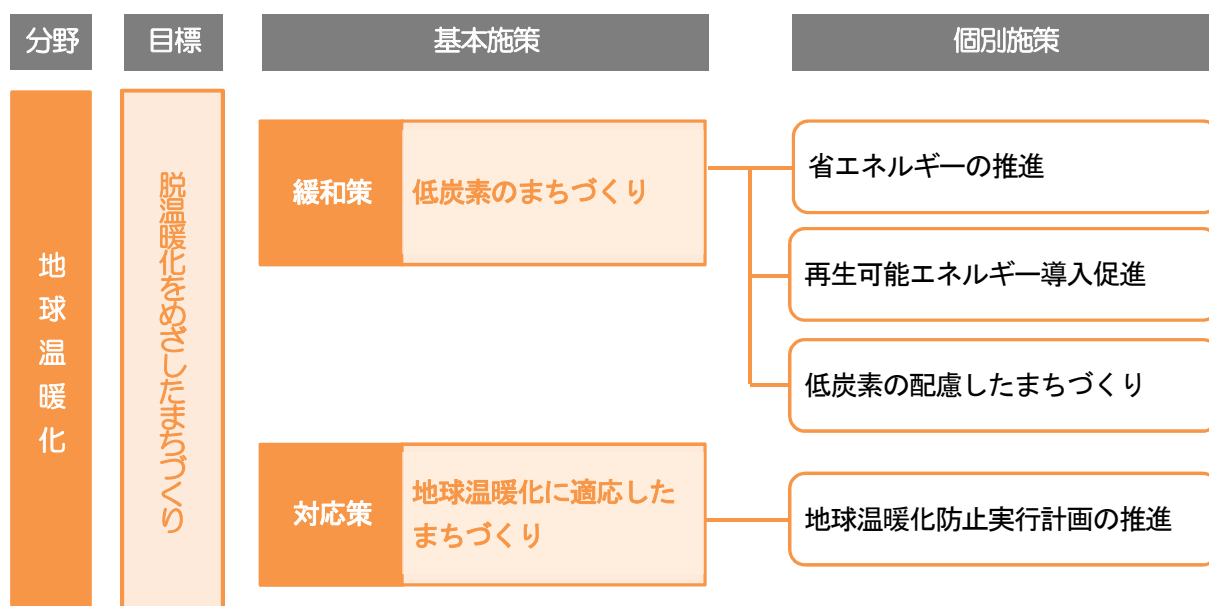 分野
目標
基本施策
個別施策
地球温暖化
脱温暖化をめざしたまちづくり
緩和策
低炭素のまちづくり
省エネルギーの推進
再生可能エネルギー導入促進
低炭素の配慮したまちづくり
対応策
地球温暖化に適応した
まちづくり
地球温暖化防止実行計画の推進